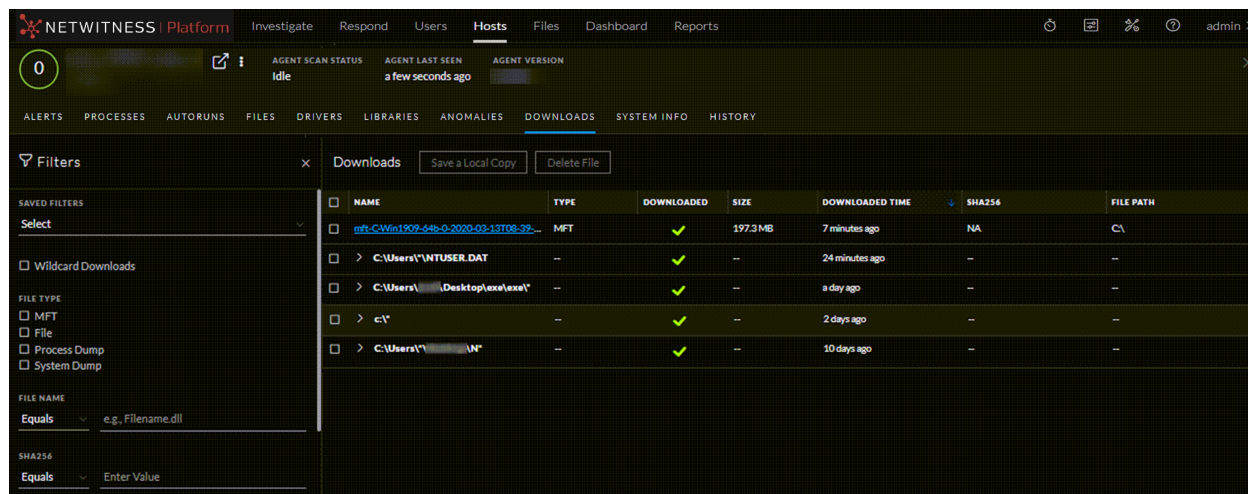 NETWITNESS | Platform Investigate Respond Users Hosts Files Dashboard Reports admin
0 AGENT SCAN STATUS AGENT LAST SEEN AGENT VERSION
Idle a few seconds ago
ALERTS PROCESSES AUTORUNS FILES DRIVERS LIBRARIES ANOMALIES DOWNLOADS SYSTEM INFO HISTORY
Filters × Downloads Save a Local Copy Delete File
SAVED FILTERS NAME TYPE DOWNLOADED SIZE DOWNLOADED TIME SHA256 FILE PATH
Select mft-C-Win1909-64b-0-2020-03-13T08-39-... MFT 197.3 MB 7 minutes ago NA C:\
C:\Users\*\NTUSER.DAT -- -- 24 minutes ago -- --
Wildcard Downloads
C:\Users\ \Desktop\exe\exe\* -- -- a day ago -- --
FILE TYPE
MFT c:\* -- -- 2 days ago -- --
File
Process Dump C:\Users\*\ \N* -- -- 10 days ago -- --
System Dump
FILE NAME
Equals e.g., Filename.dll
SHA256
Equals Enter Value